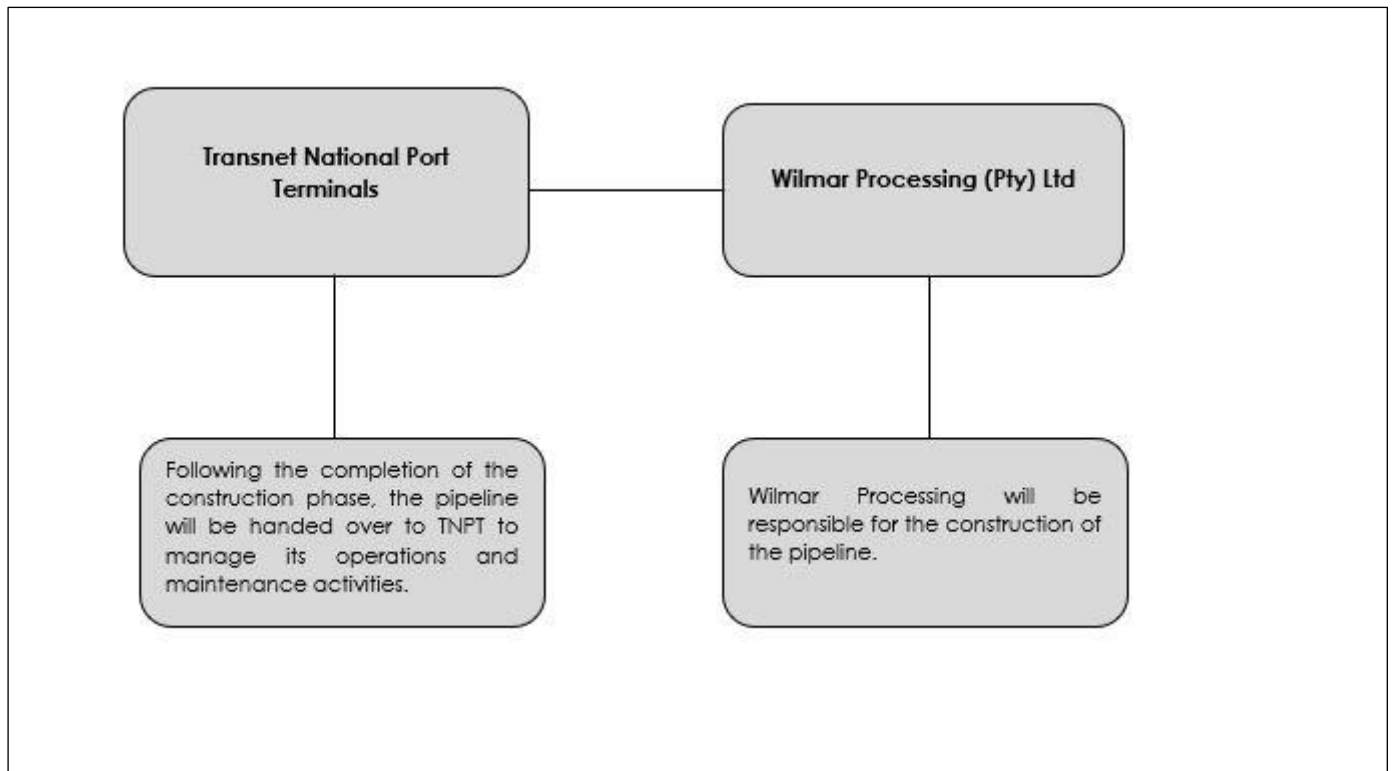 Transnet National Port
Terminals
Wilmar Processing (Pty) Ltd
Following the completion of the
construction phase, the pipeline
will be handed over to TNPT to
manage its operations and
maintenance activities.
Wilmar Processing will be
responsible for the construction of
the pipeline.